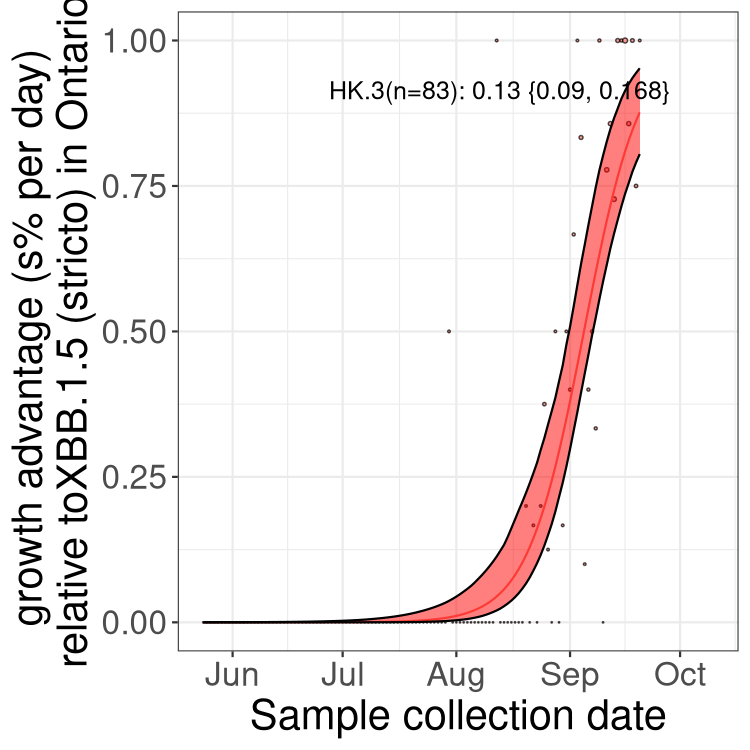 growth advantage (s% per day)
relative toXBB.1.5 (stricto) in Ontario
1.00
0.75
0.50
0.25
0.00
HK.3(n=83): 0.13 {0.09, 0.168}
Jun Jul Aug Sep Oct
Sample collection date